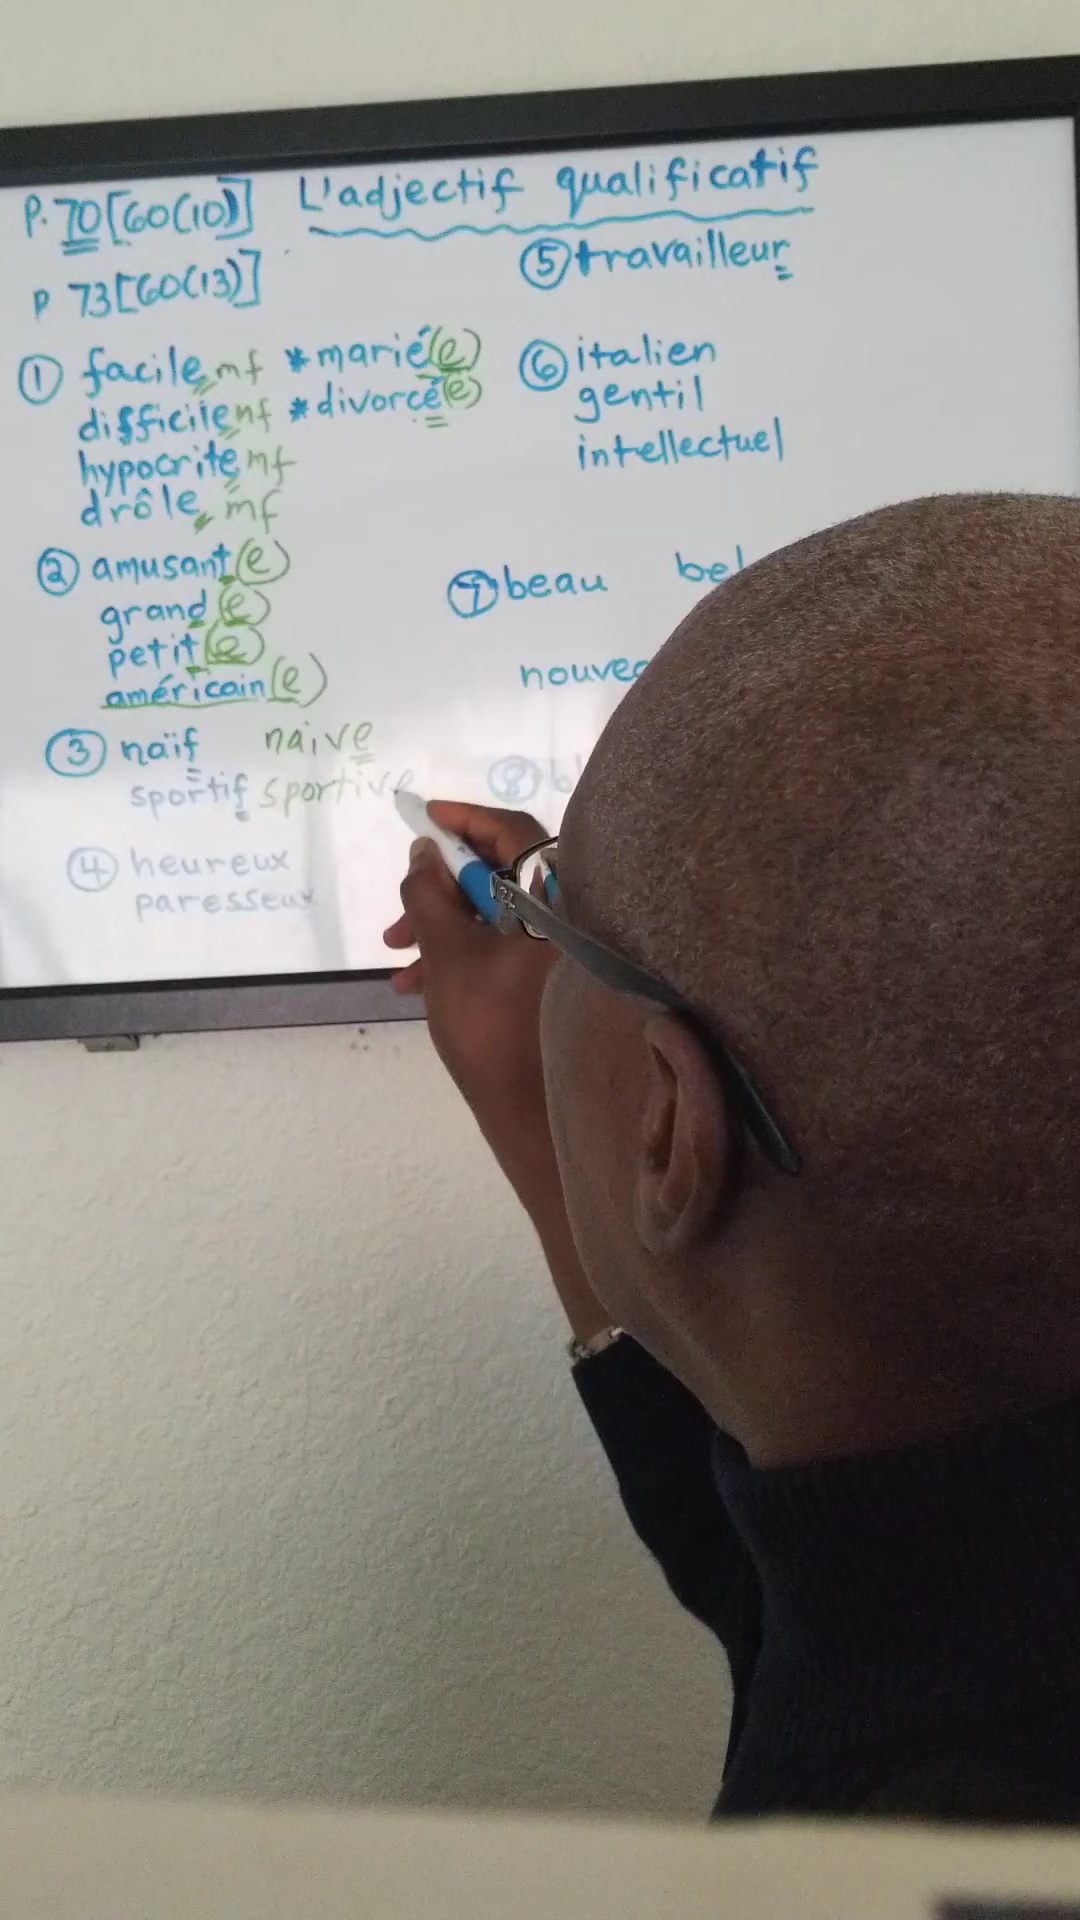 P. 70 [60(10)] L'adjectif qualificatif
P 73 [60(13)]
① facile mf *marié(e)
difficile mf *divorcé(e)
hypocrite mf
drôle mf
② amusant(e)
grand(e)
petit(e)
américain(e)
③ naïf naive
sportif sportive
④ heureux
paresseux
⑤ travailleur
⑥ italien
gentil
intellectuel
⑦ beau bel
nouvea
⑧ bl